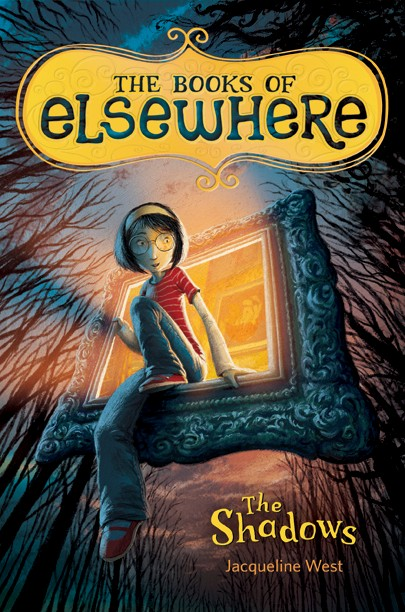 THE BOOKS OF
ELSEWHERE
The
Shadows
Jacqueline West